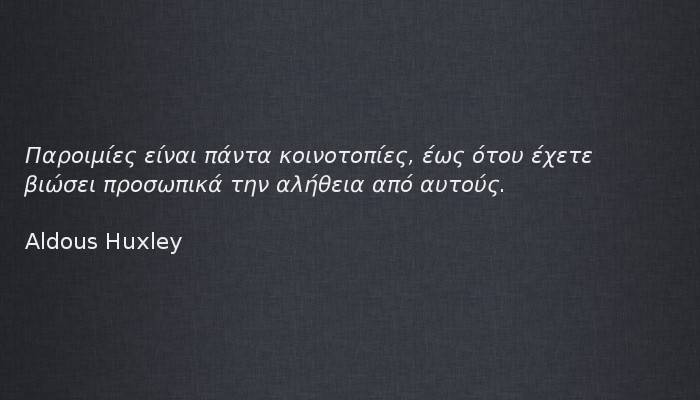 Παροιμίες είναι πάντα κοινοτοπίες, έως ότου έχετε
βιώσει προσωπικά την αλήθεια από αυτούς.
Aldous Huxley